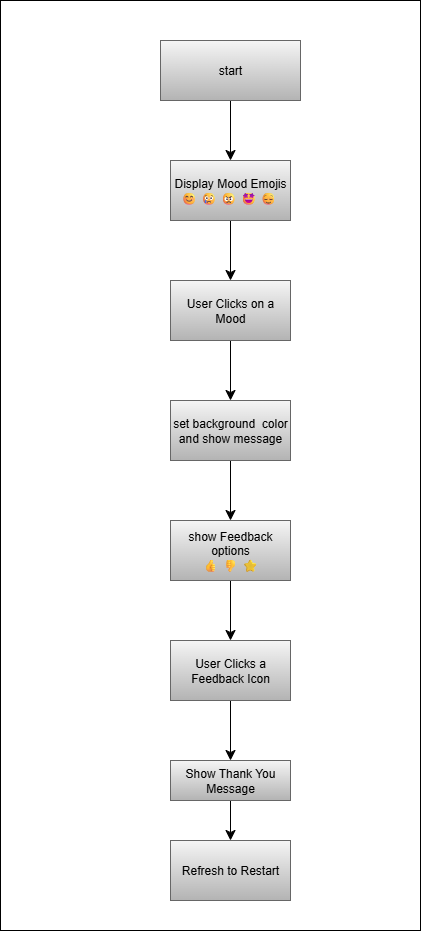 start
Display Mood Emojis
😊 😜 😡 🤩 🥰
User Clicks on a
Mood
set background  color
and show message
show Feedback
options
👍 👎 ⭐
User Clicks a
Feedback Icon
Show Thank You
Message
Refresh to Restart